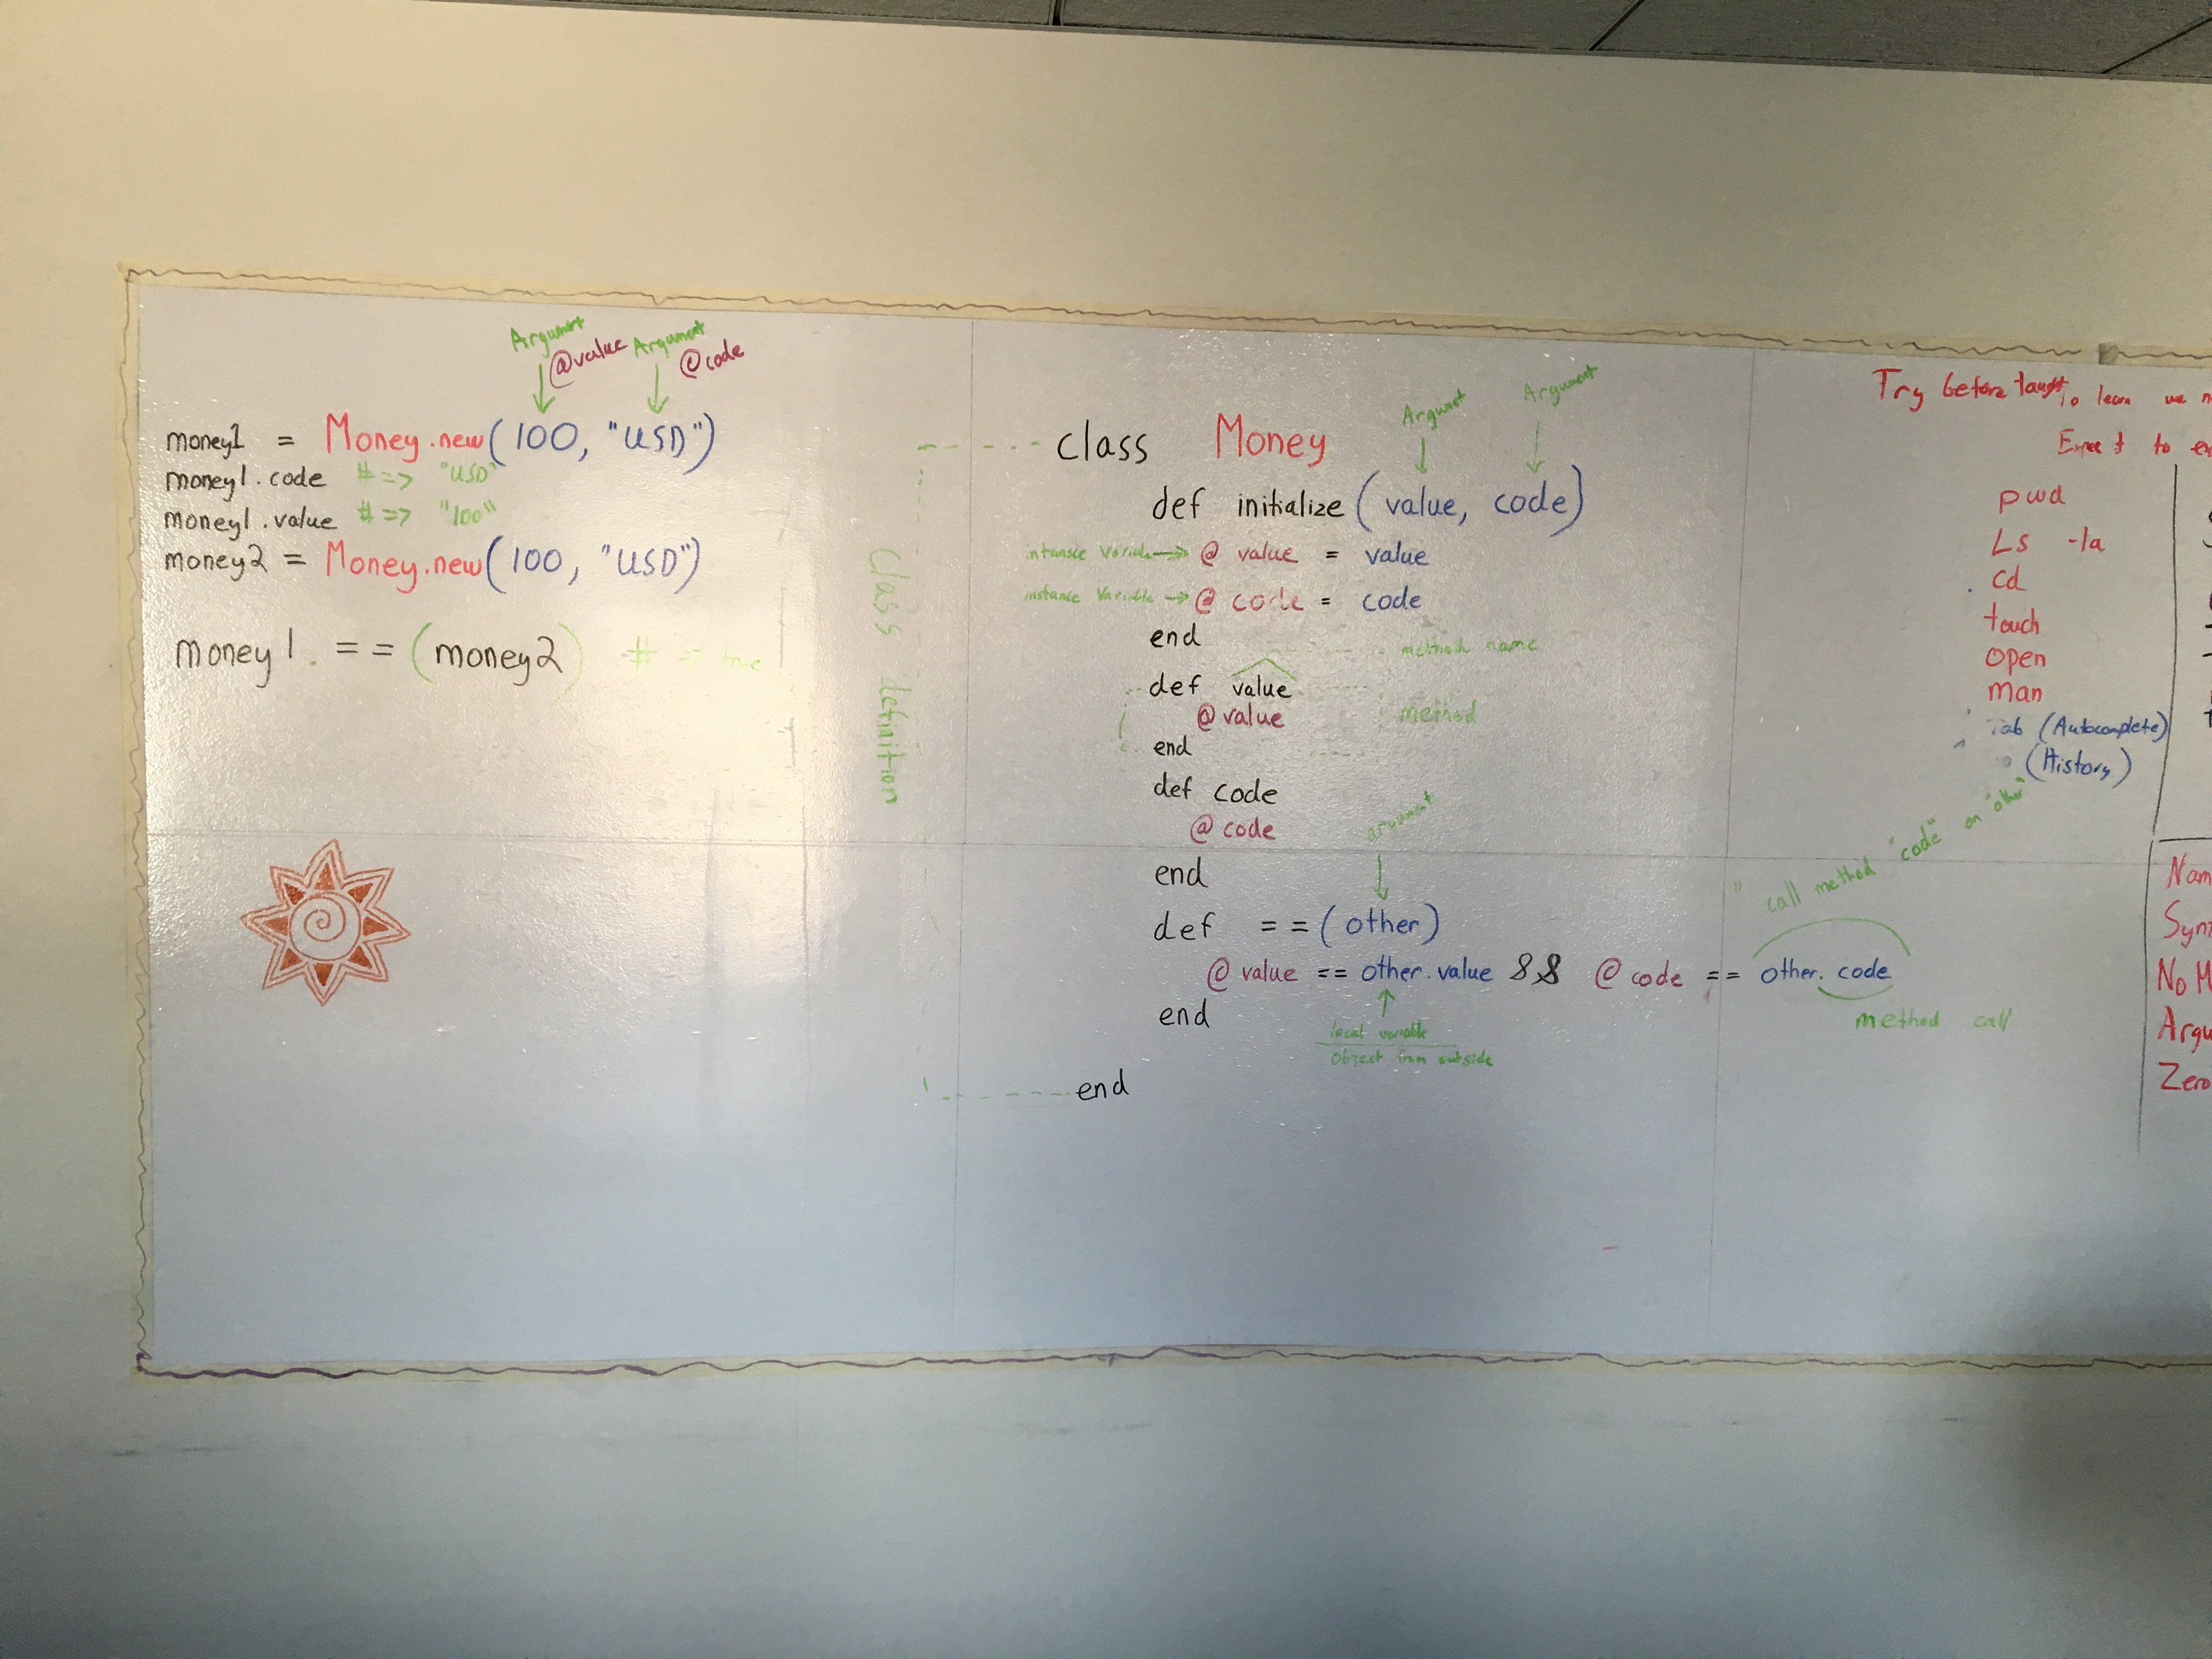 Argument Argument
@value @code
money1 = Money.new(100, "USD")
money1.code # => "USD"
money1.value # => "100"
money2 = Money.new(100, "USD")
money1. == (money2) # => true
Class definition
Argument Argument
class Money
def initialize (value, code)
intansce Variable → @ value = value
instance Variable → @ code = code
end
method name
def value
@ value
method
end
def code
@ code
end
argument
def == (other)
@ value == other.value && @ code == other.code
"call method "code" on "other"
method call
local variable
Object from outside
end
end
Try before taught, To learn we
Expect to
pwd
Ls -la
cd
touch
open
man
Tab (Autocomplete)
(History)
Nam
Syn
No M
Argu
Zero